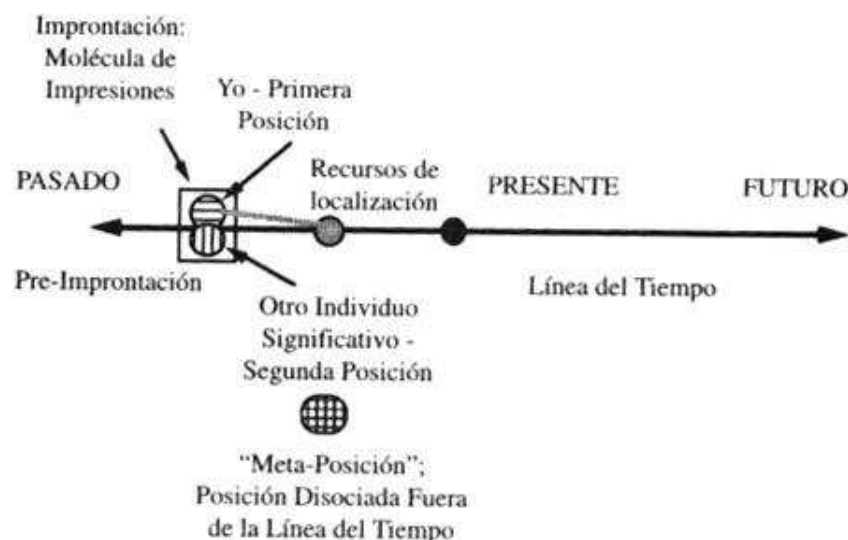 Improntación:
Molécula de
Impresiones
Yo - Primera
Posición
Recursos de
localización
PASADO
PRESENTE
FUTURO
Pre-Improntación
Línea del Tiempo
Otro Individuo
Significativo -
Segunda Posición
“Meta-Posición”;
Posición Disociada Fuera
de la Línea del Tiempo